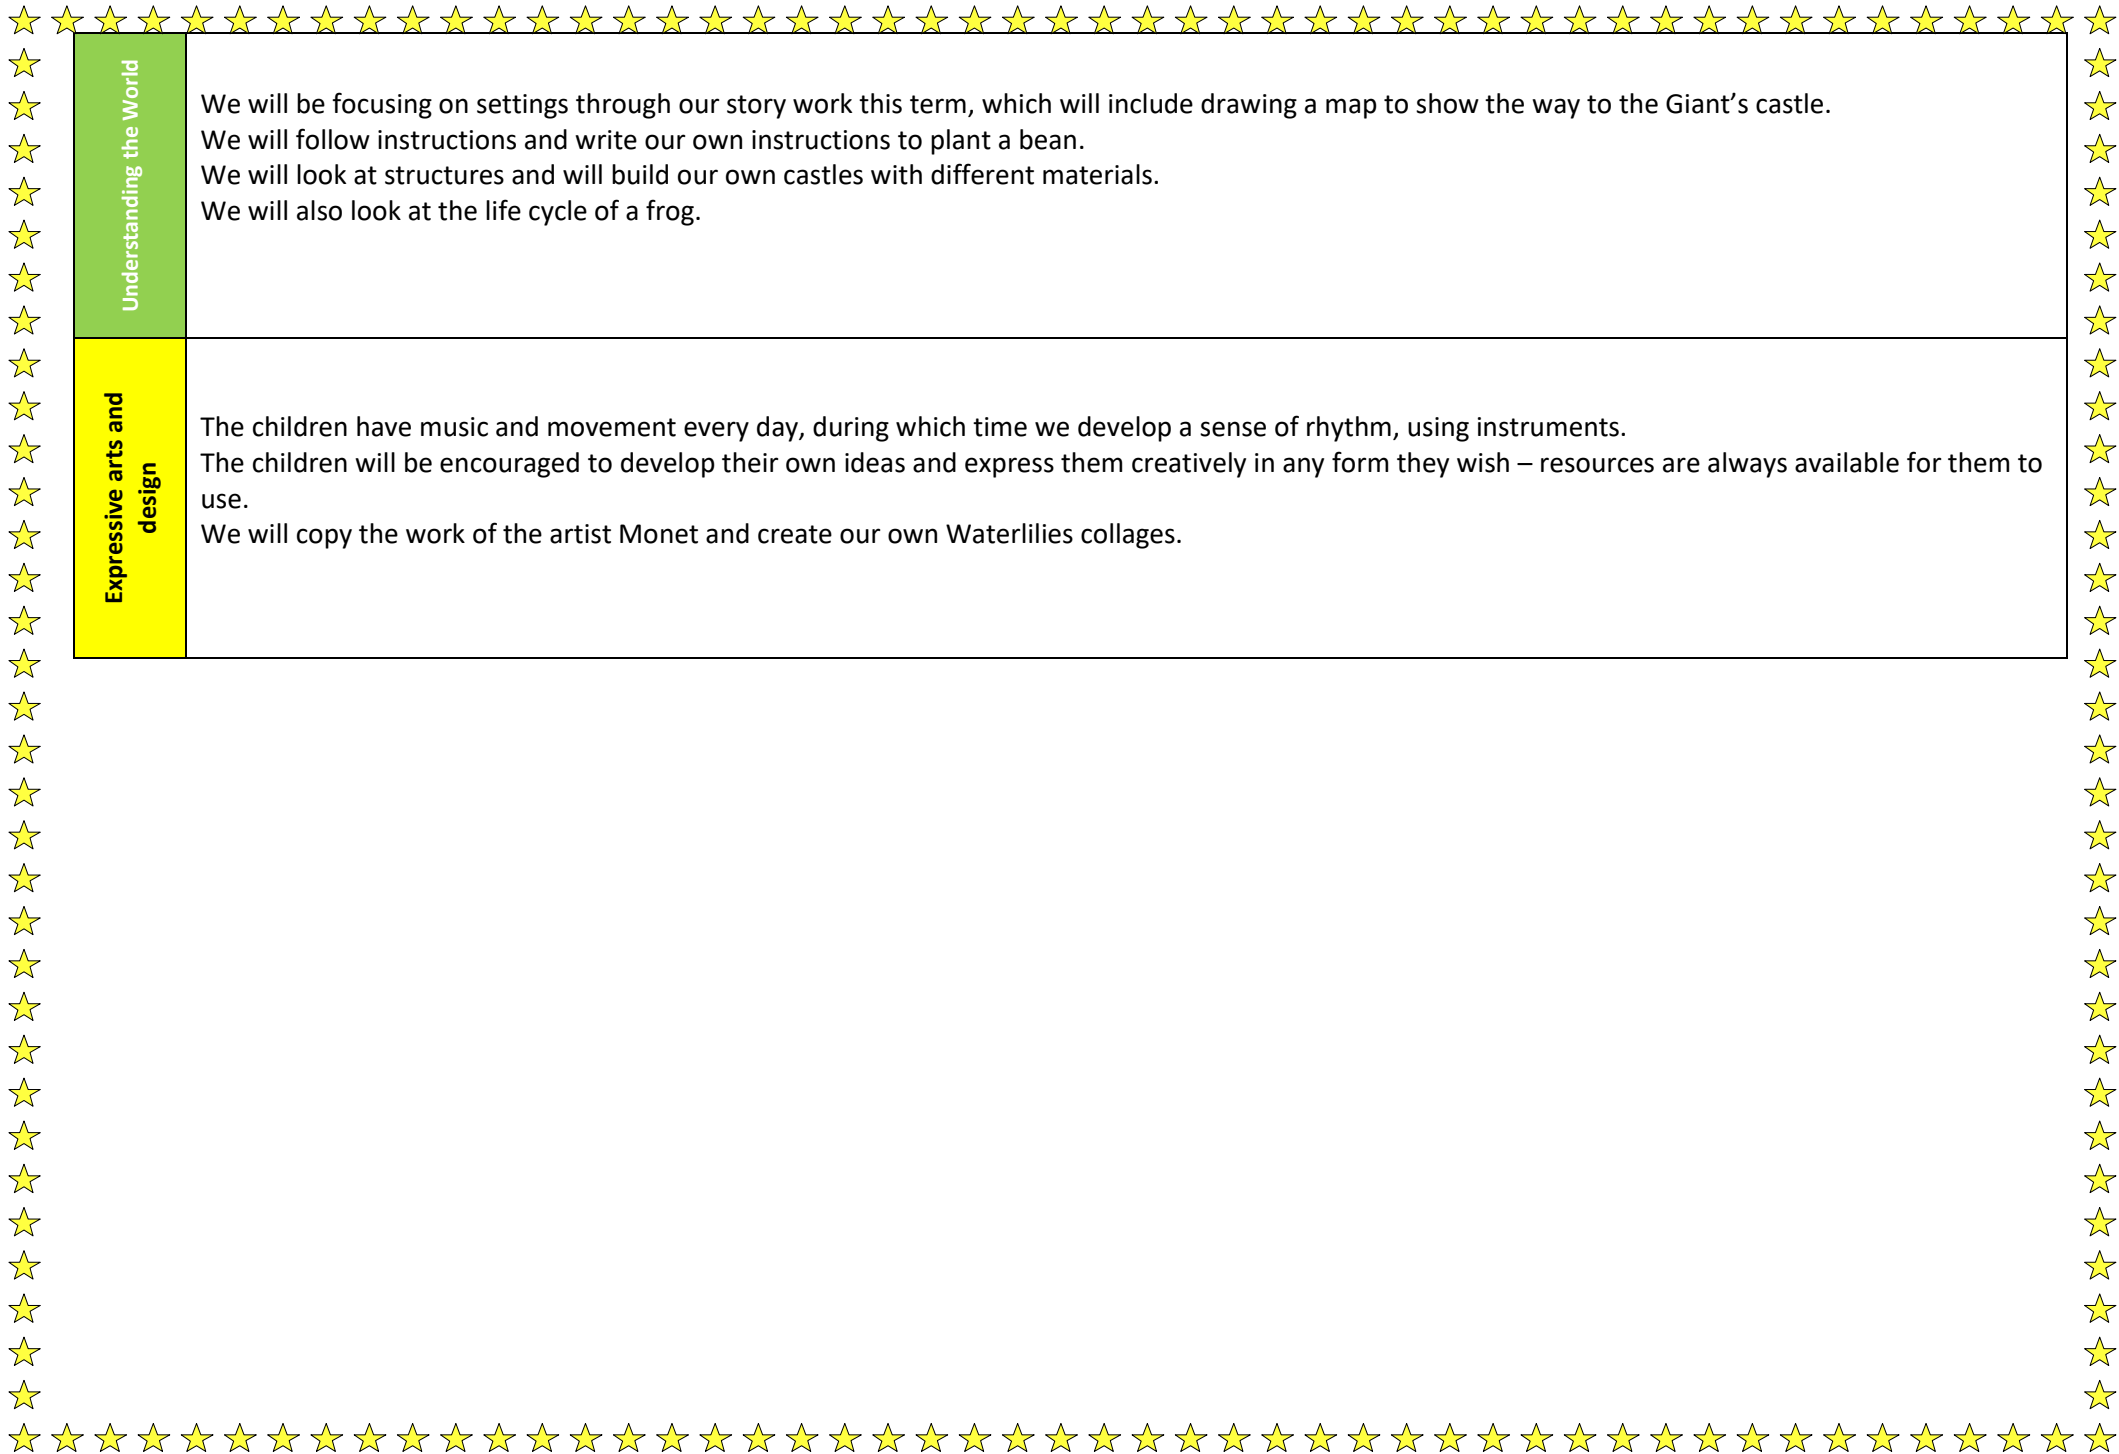 Understanding the World
We will be focusing on settings through our story work this term, which will include drawing a map to show the way to the Giant’s castle.
We will follow instructions and write our own instructions to plant a bean.
We will look at structures and will build our own castles with different materials.
We will also look at the life cycle of a frog.
Expressive arts and
design
The children have music and movement every day, during which time we develop a sense of rhythm, using instruments.
The children will be encouraged to develop their own ideas and express them creatively in any form they wish – resources are always available for them to
use.
We will copy the work of the artist Monet and create our own Waterlilies collages.